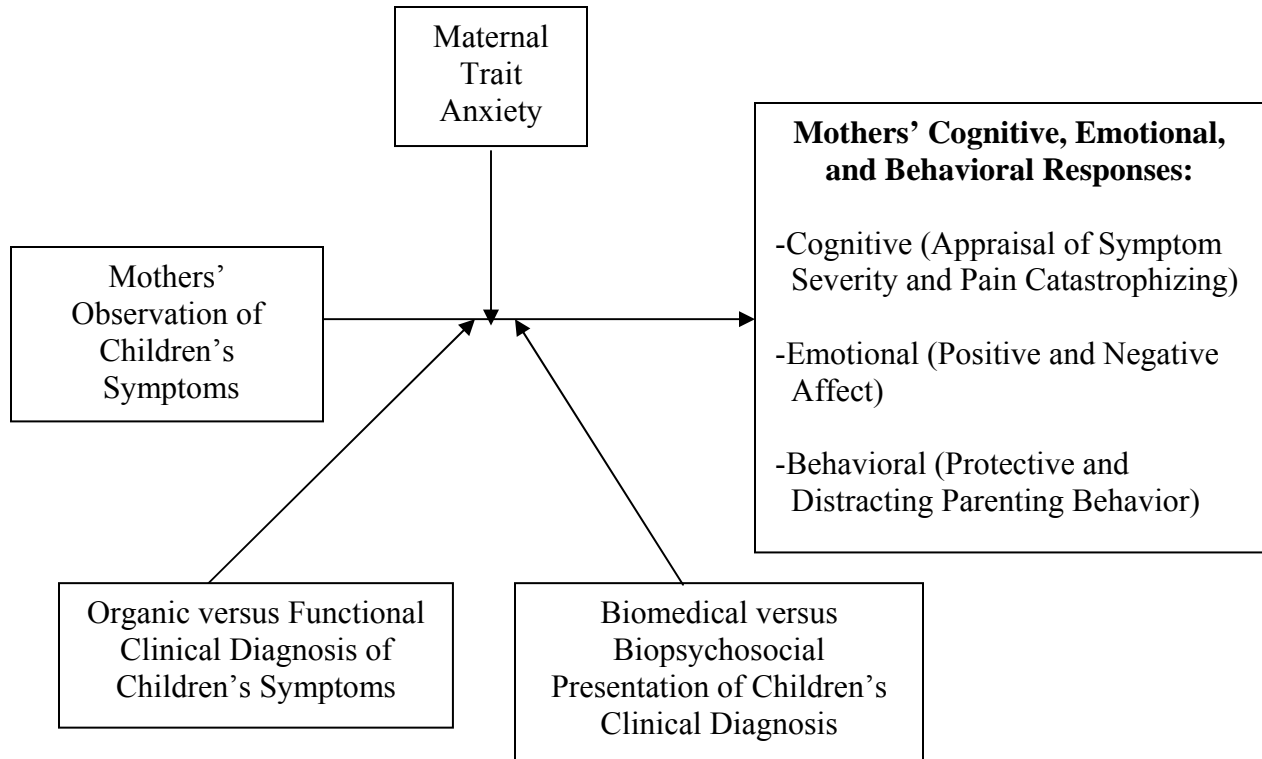 Maternal
Trait
Anxiety
Mothers’
Observation of
Children’s
Symptoms
Mothers’ Cognitive, Emotional,
and Behavioral Responses:
-Cognitive (Appraisal of Symptom
Severity and Pain Catastrophizing)
-Emotional (Positive and Negative
Affect)
-Behavioral (Protective and
Distracting Parenting Behavior)
Organic versus Functional
Clinical Diagnosis of
Children’s Symptoms
Biomedical versus
Biopsychosocial
Presentation of Children’s
Clinical Diagnosis